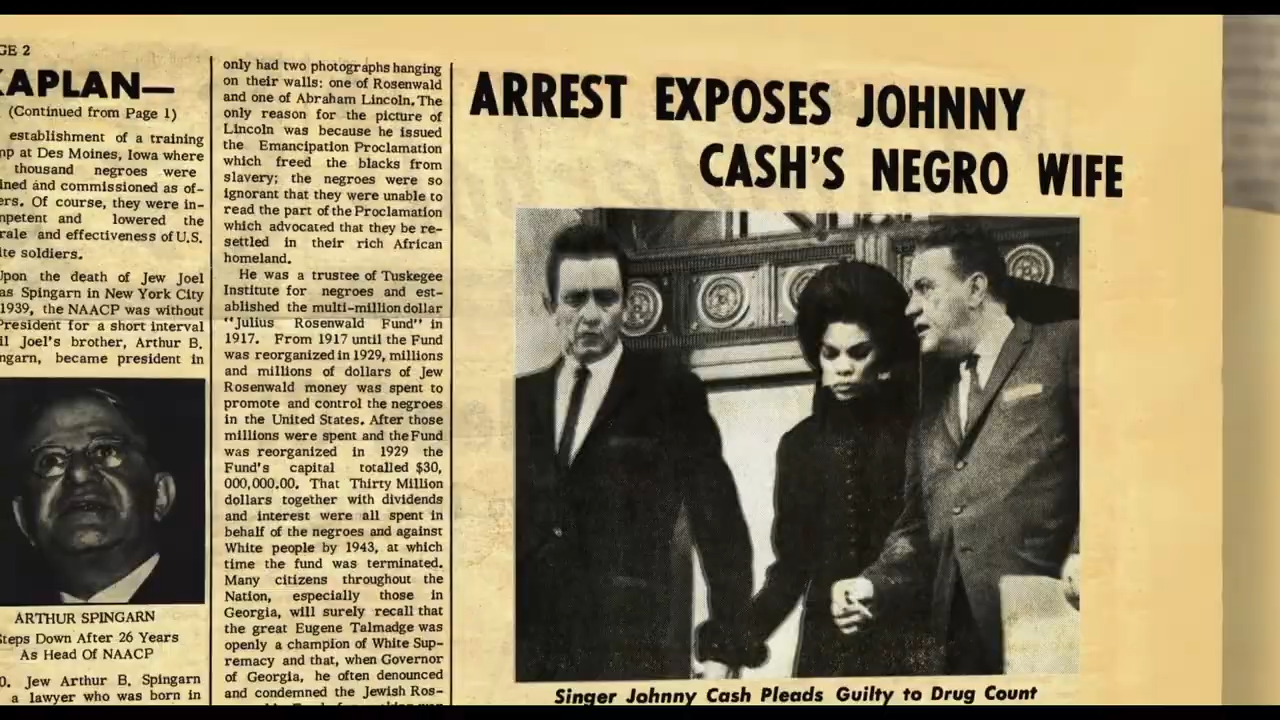 GE 2
KAPLAN—
(Continued from Page 1)
establishment of a training
mp at Des Moines, Iowa where
thousand negroes were
ined and commissioned as of-
ers. Of course, they were in-
mpetent and lowered the
rale and effectiveness of U.S.
ite soldiers.
Upon the death of Jew Joel
as Spingarn in New York City
1939, the NAACP was without
President for a short interval
il Joel's brother, Arthur B.
ngarn, became president in
ARTHUR SPINGARN
Steps Down After 26 Years
As Head Of NAACP
0. Jew Arthur B. Spingarn
a lawyer who was born in
only had two photographs hanging
on their walls: one of Rosenwald
and one of Abraham Lincoln. The
only reason for the picture of
Lincoln was because he issued
the Emancipation Proclamation
which freed the blacks from
slavery; the negroes were so
ignorant that they were unable to
read the part of the Proclamation
which advocated that they be re-
settled in their rich African
homeland.
He was a trustee of Tuskegee
Institute for negroes and est-
ablished the multi-million dollar
"Julius Rosenwald Fund" in
1917. From 1917 until the Fund
was reorganized in 1929, millions
and millions of dollars of Jew
Rosenwald money was spent to
promote and control the negroes
in the United States. After those
millions were spent and the Fund
was reorganized in 1929 the
Fund's capital totalled $30,
000,000.00. That Thirty Million
dollars together with dividends
and interest were all spent in
behalf of the negroes and against
White people by 1943, at which
time the fund was terminated.
Many citizens throughout the
Nation, especially those in
Georgia, will surely recall that
the great Eugene Talmadge was
openly a champion of White Sup-
remacy and that, when Governor
of Georgia, he often denounced
and condemned the Jewish Ros-
ARREST EXPOSES JOHNNY
CASH'S NEGRO WIFE
Singer Johnny Cash Pleads Guilty to Drug Count